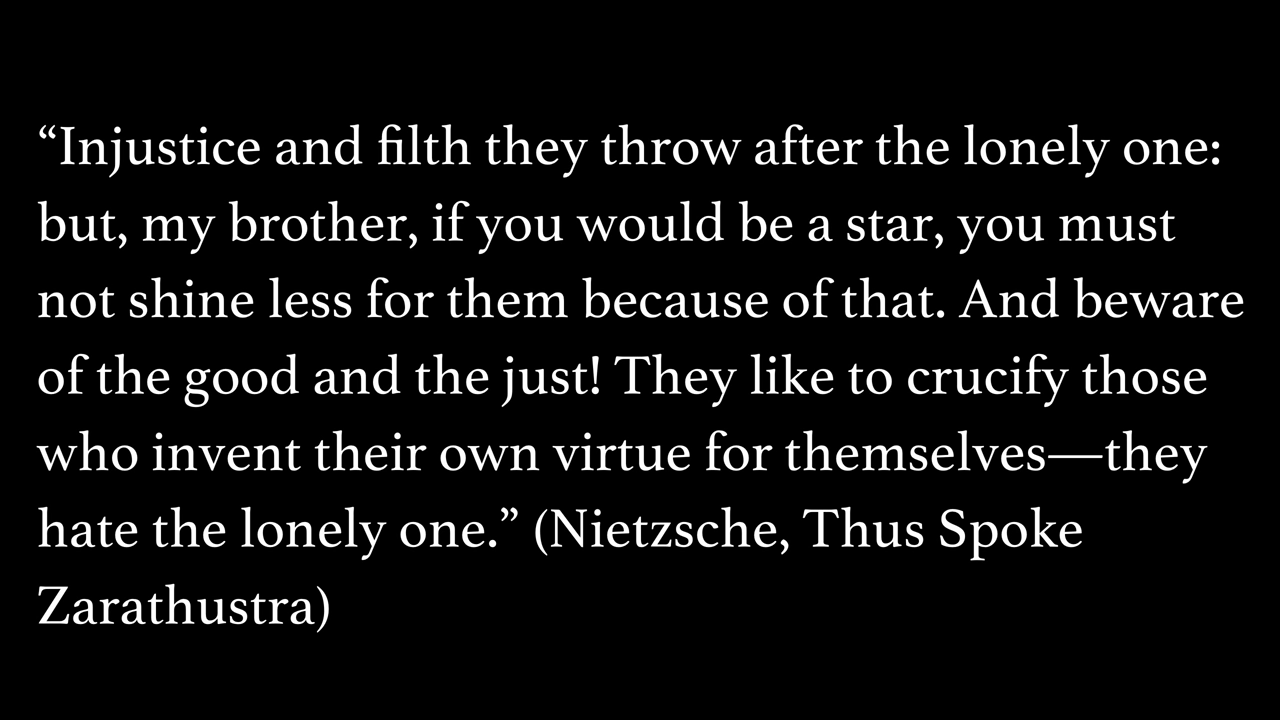 “Injustice and filth they throw after the lonely one:
but, my brother, if you would be a star, you must
not shine less for them because of that. And beware
of the good and the just! They like to crucify those
who invent their own virtue for themselves—they
hate the lonely one.” (Nietzsche, Thus Spoke
Zarathustra)